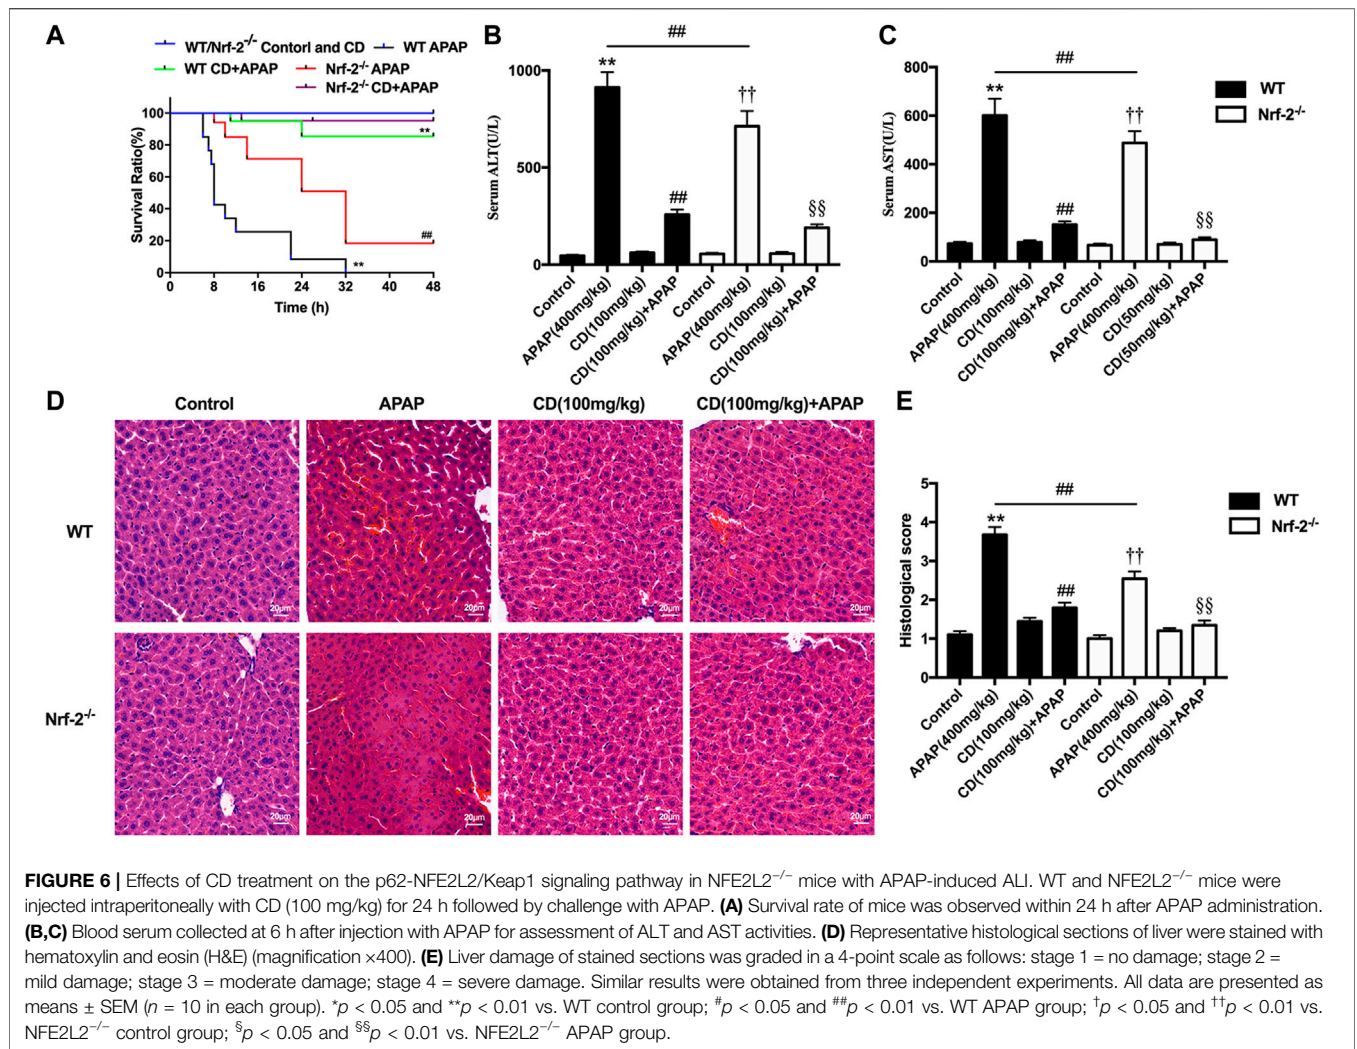 A
WT/Nrf-2-/- Contorl and CD
WT APAP
WT CD+APAP
Nrf-2-/- APAP
Nrf-2-/- CD+APAP
Survival Ratio(%)
100
80
60
40
20
0
**
##
**
0 8 16 24 32 40 48
Time (h)
B
##
Serum ALT(U/L)
1000
500
0
**
##
††
§§
Control
APAP(400mg/kg)
CD(100mg/kg)
CD(100mg/kg)+APAP
Control
APAP(400mg/kg)
CD(100mg/kg)
CD(100mg/kg)+APAP
C
##
Serum AST(U/L)
800
600
400
200
0
**
##
††
§§
Control
APAP(400mg/kg)
CD(100mg/kg)
CD(100mg/kg)+APAP
Control
APAP(400mg/kg)
CD(50mg/kg)
CD(50mg/kg)+APAP
WT
Nrf-2-/-
D
Control APAP CD(100mg/kg) CD(100mg/kg)+APAP
WT
20μm 20μm 20μm 20μm
Nrf-2-/-
20μm 20μm 20μm 20μm
E
##
Histological score
5
4
3
2
1
0
**
##
††
§§
Control
APAP(400mg/kg)
CD(100mg/kg)
CD(100mg/kg)+APAP
Control
APAP(400mg/kg)
CD(100mg/kg)
CD(100mg/kg)+APAP
WT
Nrf-2-/-
FIGURE 6 | Effects of CD treatment on the p62-NFE2L2/Keap1 signaling pathway in NFE2L2−/− mice with APAP-induced ALI. WT and NFE2L2−/− mice were
injected intraperitoneally with CD (100 mg/kg) for 24 h followed by challenge with APAP. (A) Survival rate of mice was observed within 24 h after APAP administration.
(B,C) Blood serum collected at 6 h after injection with APAP for assessment of ALT and AST activities. (D) Representative histological sections of liver were stained with
hematoxylin and eosin (H&E) (magnification ×400). (E) Liver damage of stained sections was graded in a 4-point scale as follows: stage 1 = no damage; stage 2 =
mild damage; stage 3 = moderate damage; stage 4 = severe damage. Similar results were obtained from three independent experiments. All data are presented as
means ± SEM (n = 10 in each group). *p < 0.05 and **p < 0.01 vs. WT control group; #p < 0.05 and ##p < 0.01 vs. WT APAP group; †p < 0.05 and ††p < 0.01 vs.
NFE2L2−/− control group; §p < 0.05 and §§p < 0.01 vs. NFE2L2−/− APAP group.